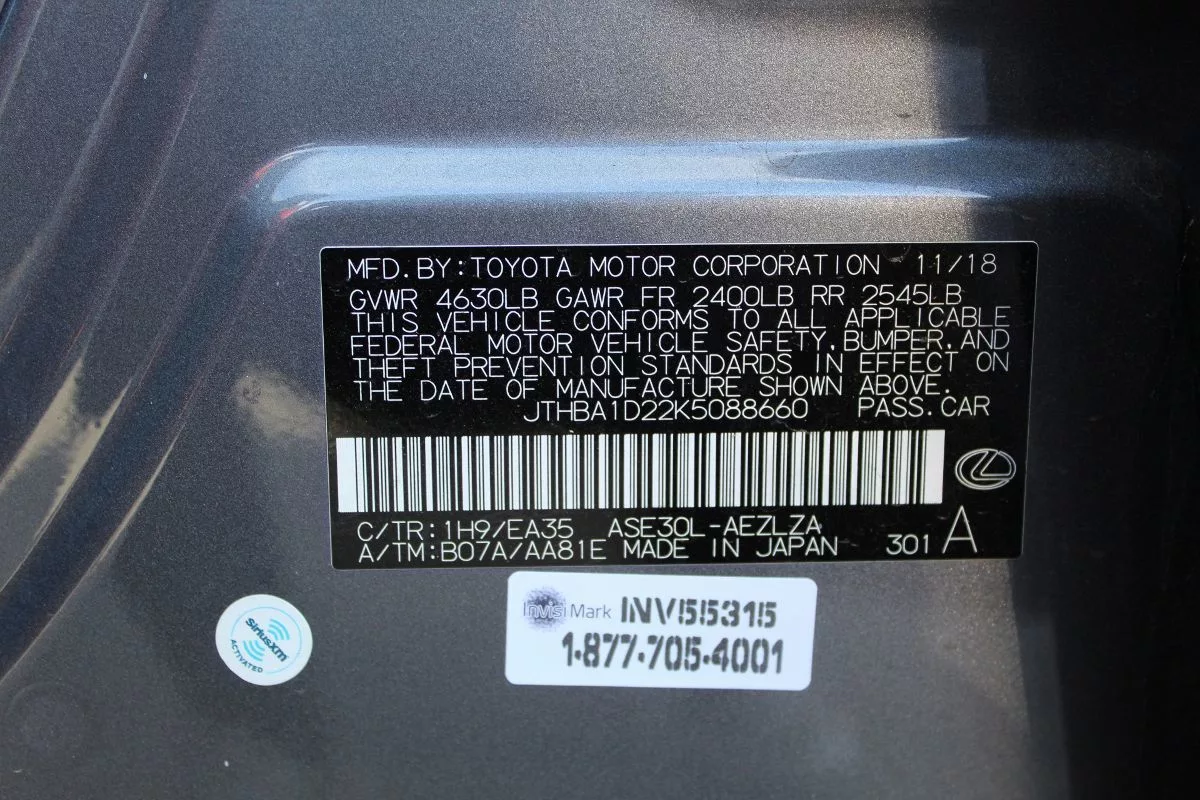 MFD. BY: TOYOTA MOTOR CORPORATION 11/18
GVWR 4630LB GAWR FR 2400LB RR 2545LB
THIS VEHICLE CONFORMS TO ALL APPLICABLE
FEDERAL MOTOR VEHICLE SAFETY, BUMPER, AND
THEFT PREVENTION STANDARDS IN EFFECT ON
THE DATE OF MANUFACTURE SHOWN ABOVE.
JTHBA1D22K5088660 PASS. CAR
C/TR: 1H9/EA35 ASE30L-AEZLZA
A/TM: B07A/AA81E MADE IN JAPAN 301 A
InvisiMark INV55315
1-877-705-4001
siriusxm
ACTIVATED